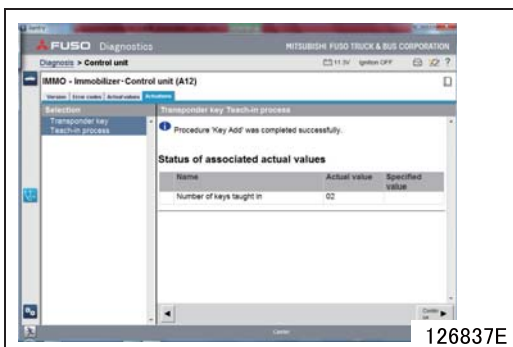 FUSO Diagnostics
MITSUBISHI FUSO TRUCK & BUS CORPORATION
Diagnosis > Control unit
11.5V Ignition OFF ?
IMMO - Immobilizer・Control unit (A12)
Version Error codes Actual values Actuations
Selection
Transponder key Teach-in process
Transponder key
Teach-in process
Procedure 'Key Add' was completed successfully.
Status of associated actual values
Name Actual value Specified
value
Number of keys taught in 02
126837E